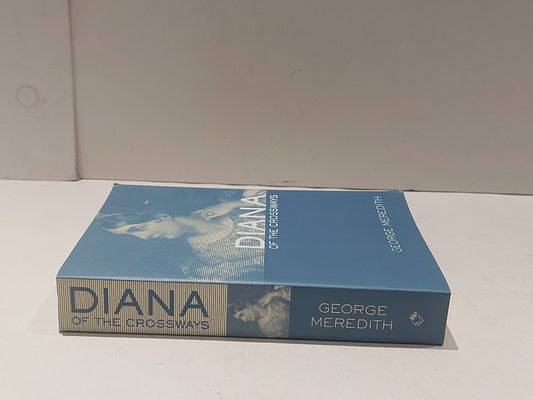 DIANA
OF THE CROSSWAYS
GEORGE MEREDITH
DIANA
OF THE CROSSWAYS
GEORGE
MEREDITH